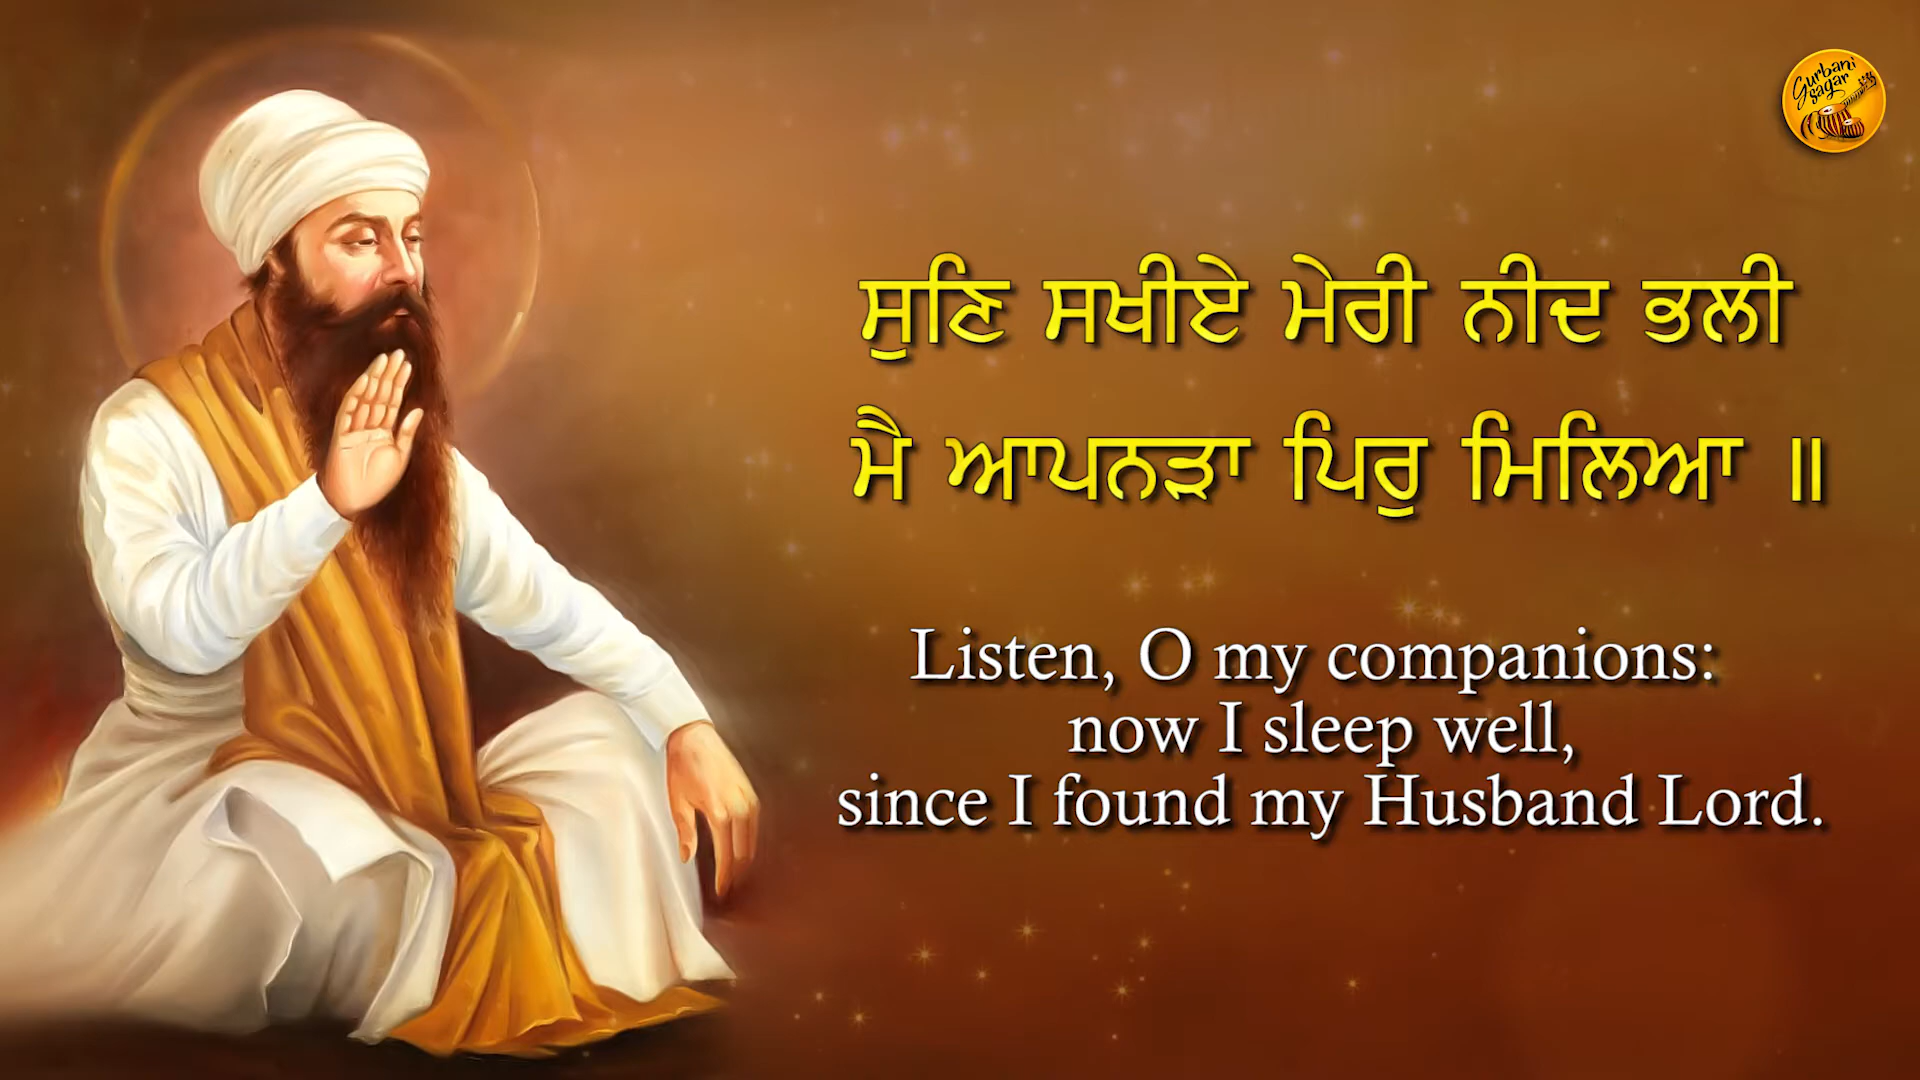 Gurbani
Sagar
ਸੁਣਿ ਸਖੀਏ ਮੇਰੀ ਨੀਦ ਭਲੀ
ਮੈ ਆਪਨੜਾ ਪਿਰੁ ਮਿਲਿਆ ॥
Listen, O my companions:
now I sleep well,
since I found my Husband Lord.